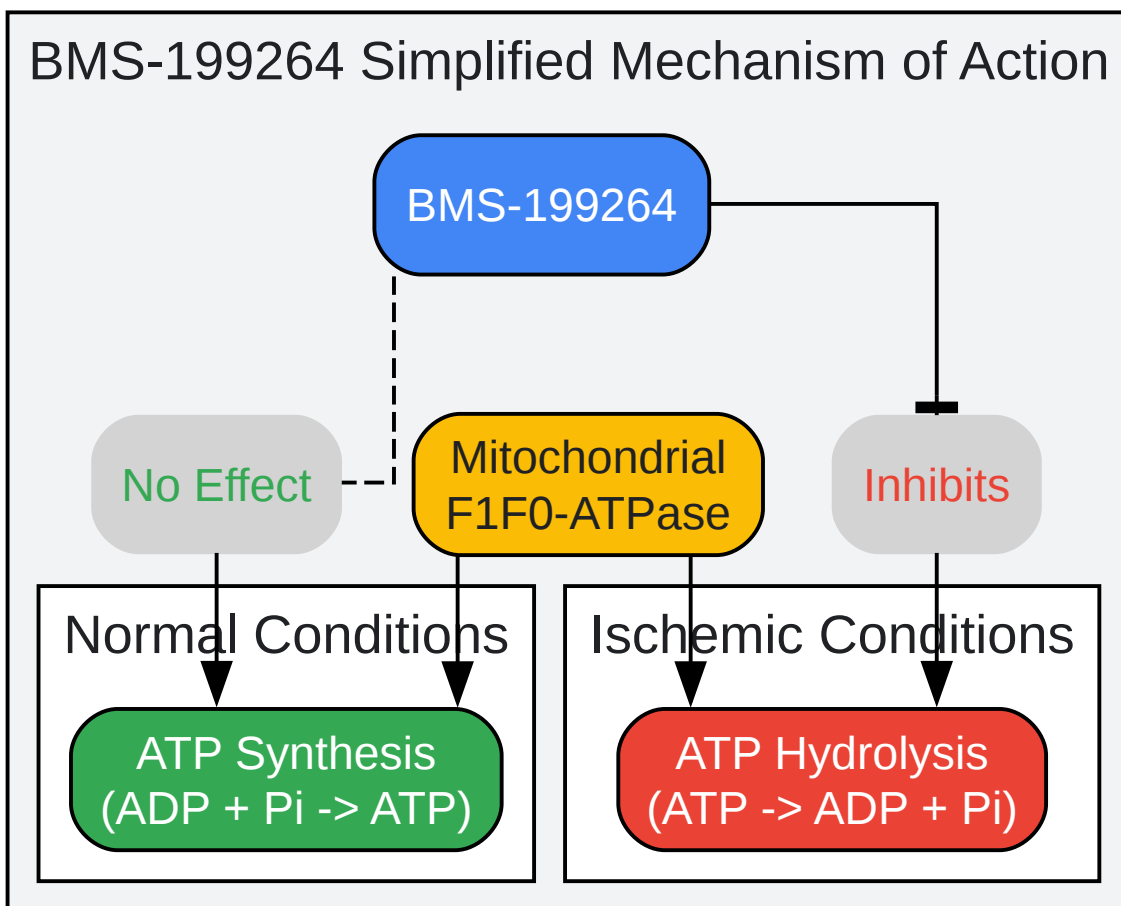 BMS-199264 Simplified Mechanism of Action
BMS-199264
No Effect
Mitochondrial
F1F0-ATPase
Inhibits
Normal Conditions
Ischemic Conditions
ATP Synthesis
(ADP + Pi -> ATP)
ATP Hydrolysis
(ATP -> ADP + Pi)